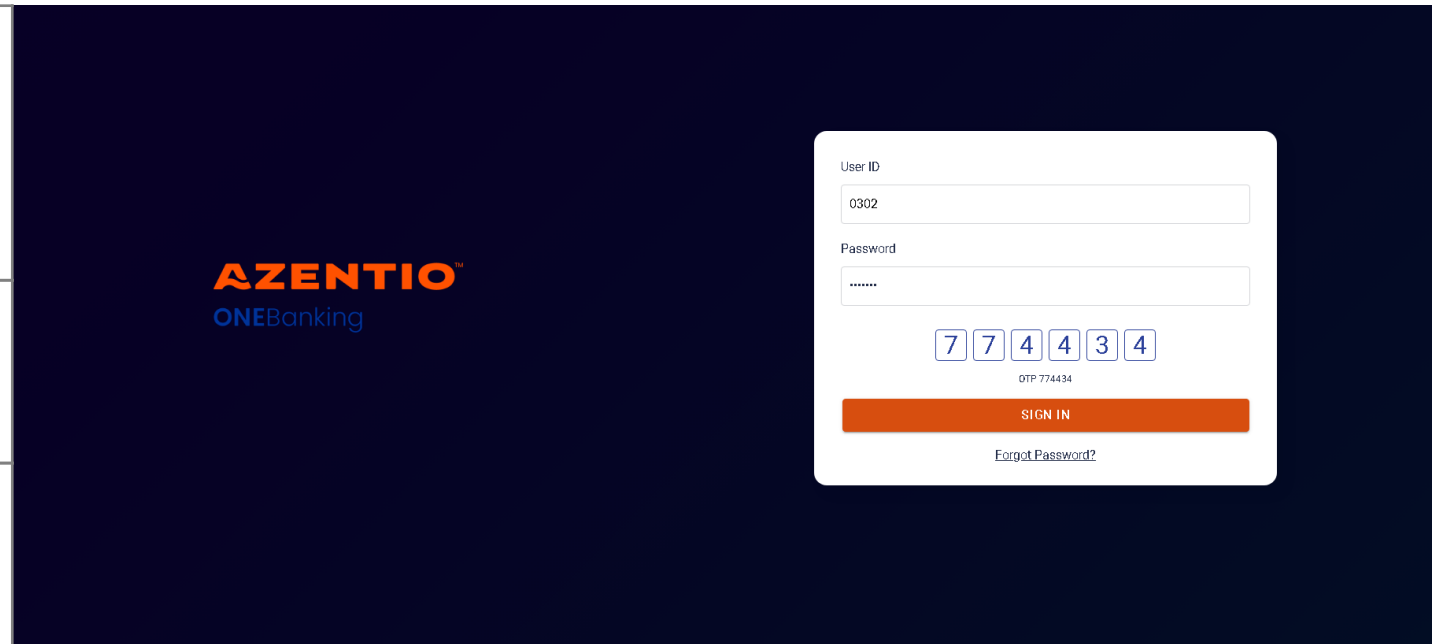 AZENTIO™
ONEBanking
User ID
0302
Password
•••••••
7 7 4 4 3 4
OTP 774434
SIGN IN
Forgot Password?